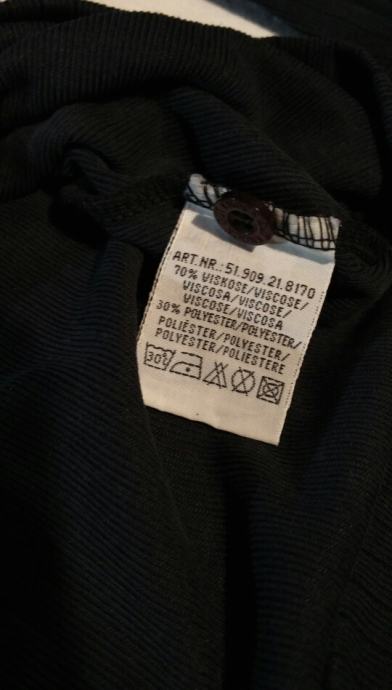 ART.NR.:51.909.21.8170
70% VISKOSE/VISCOSE/
VISCOSA/VISCOSE/
VISCOSE/VISCOSA
30% POLYESTER/POLYESTER/
POLIÉSTER/POLYESTER/
POLYESTER/POLIESTERE
30°C